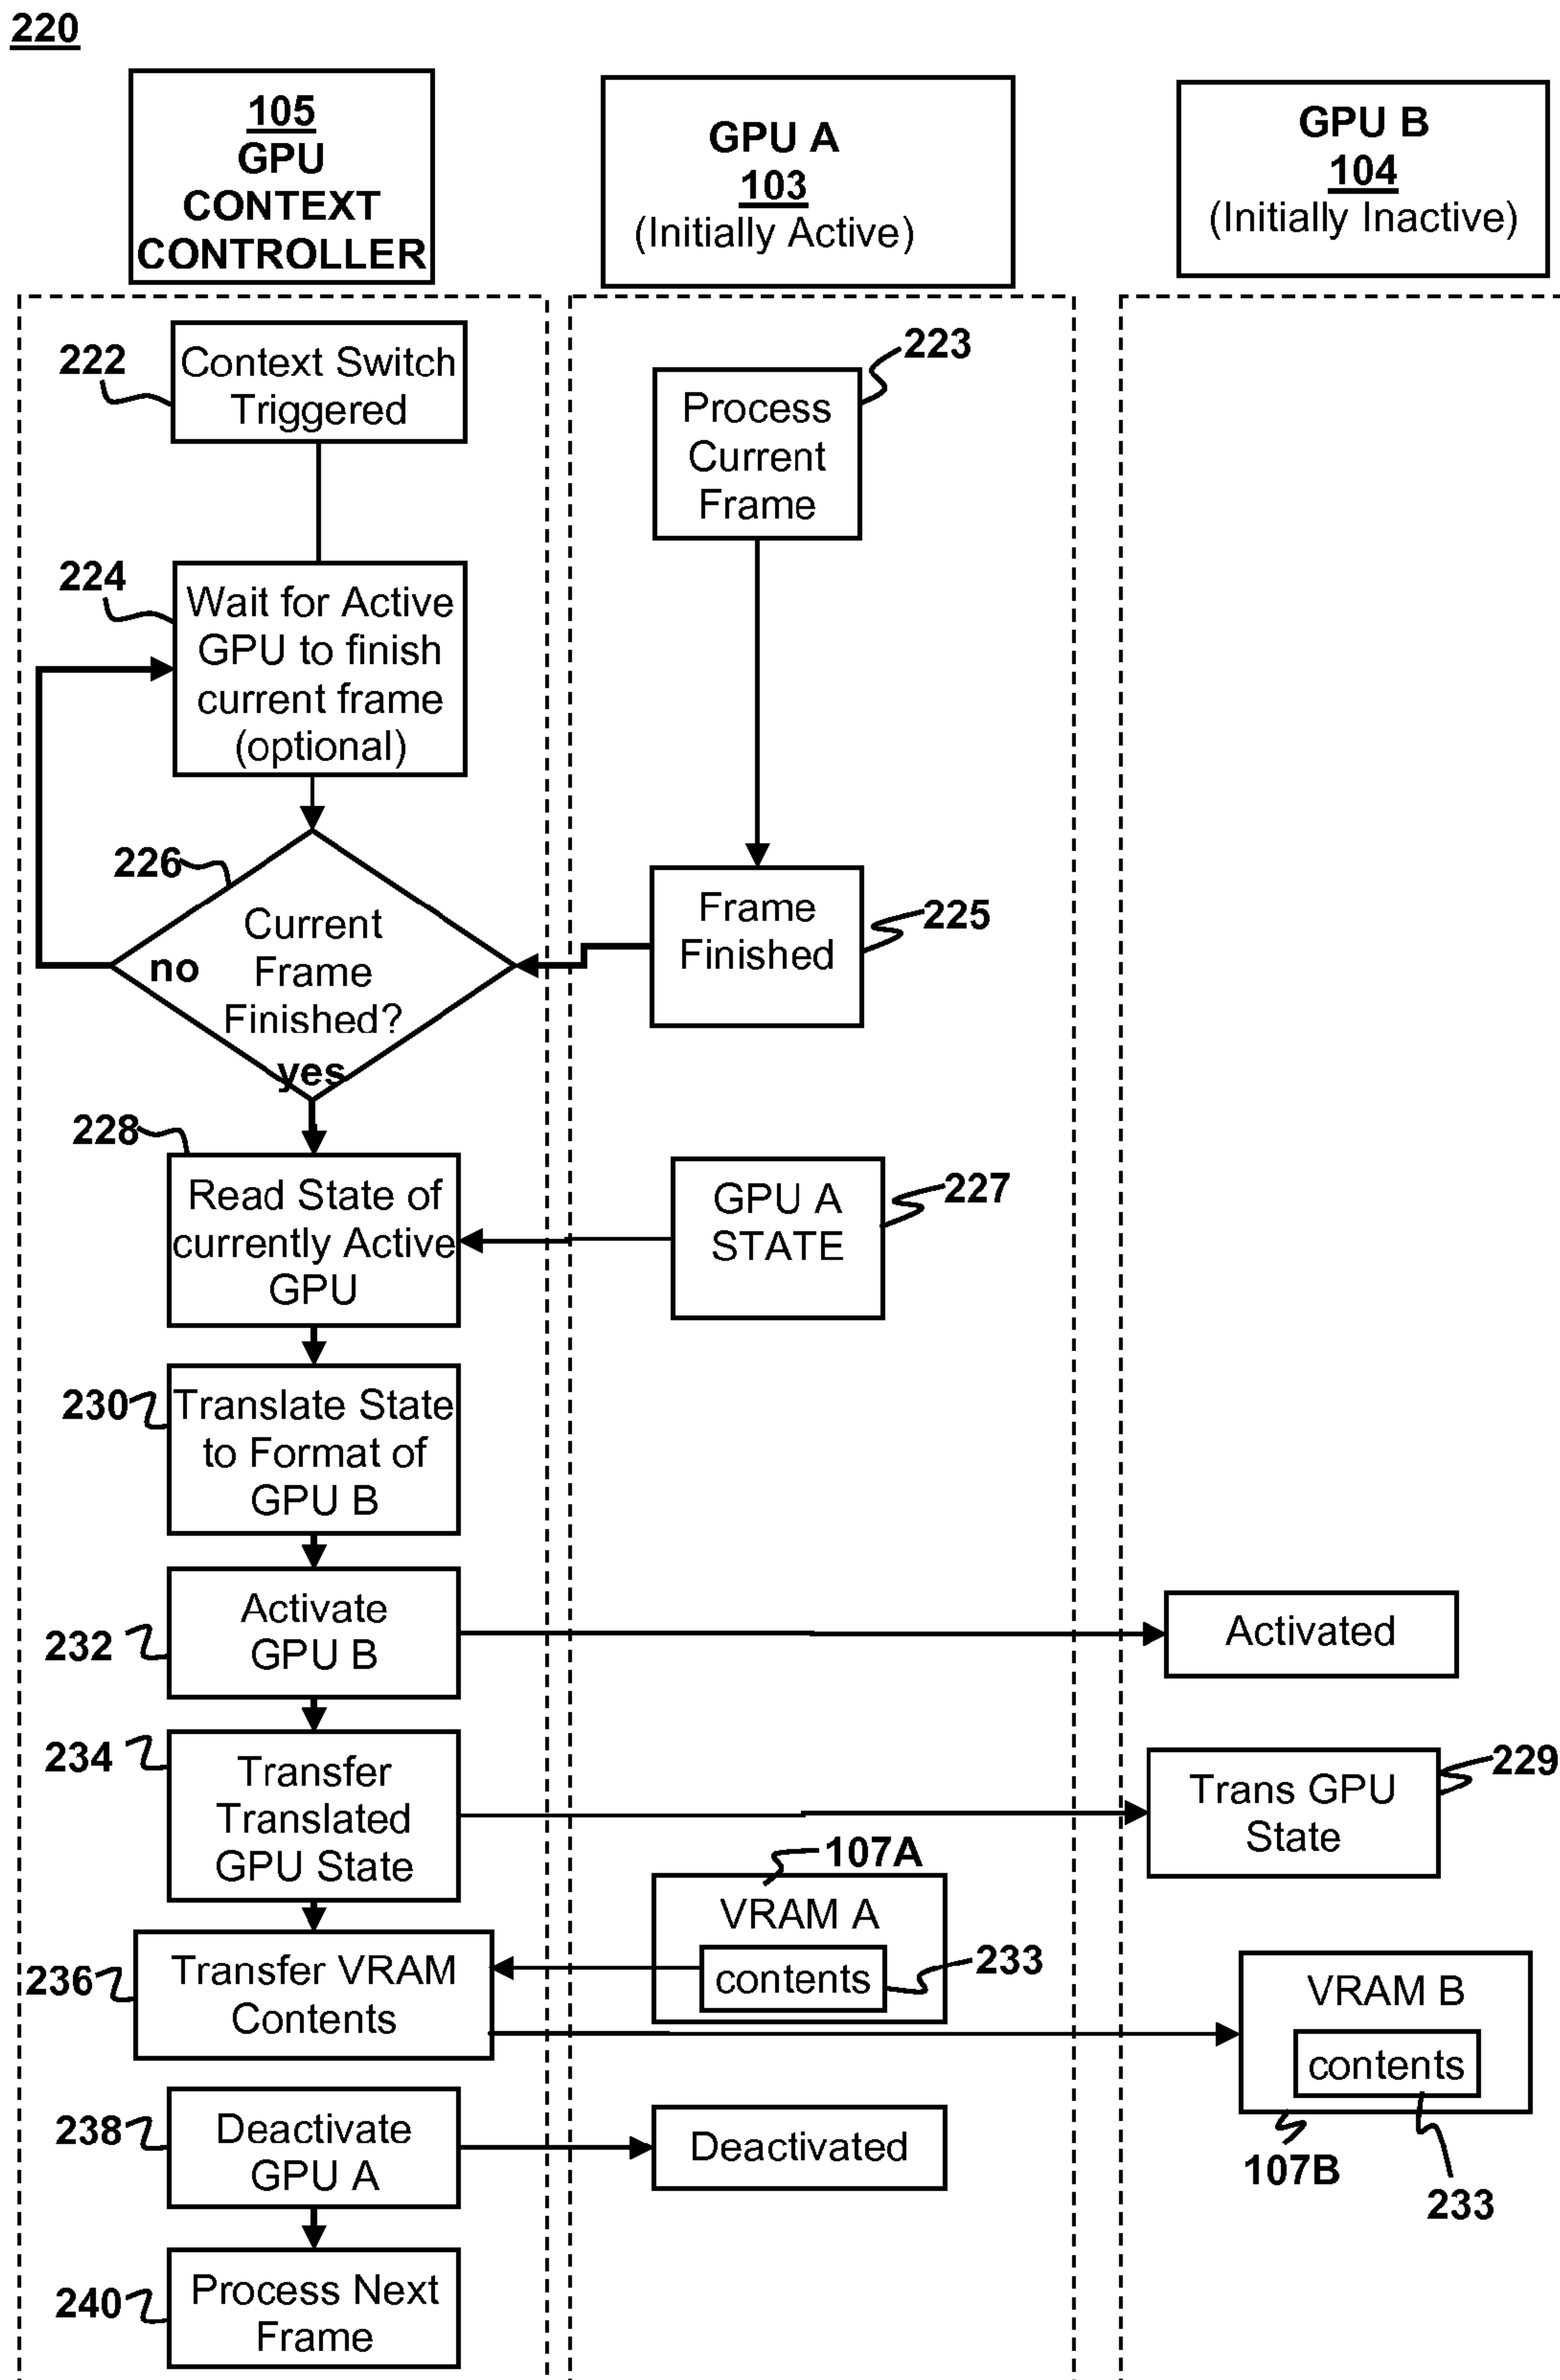 220
105
GPU
CONTEXT
CONTROLLER
GPU A
103
(Initially Active)
GPU B
104
(Initially Inactive)
222
Context Switch
Triggered
223
Process
Current
Frame
224
Wait for Active
GPU to finish
current frame
(optional)
226
Current
Frame
Finished?
no
yes
Frame
Finished
225
228
Read State of
currently Active
GPU
GPU A
STATE
227
230
Translate State
to Format of
GPU B
232
Activate
GPU B
Activated
234
Transfer
Translated
GPU State
Trans GPU
State
229
107A
VRAM A
contents
233
236
Transfer VRAM
Contents
VRAM B
contents
107B
233
238
Deactivate
GPU A
Deactivated
240
Process Next
Frame